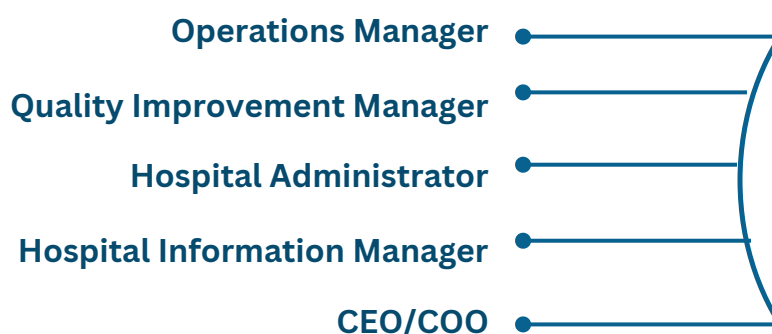 Operations Manager
Quality Improvement Manager
Hospital Administrator
Hospital Information Manager
CEO/COO